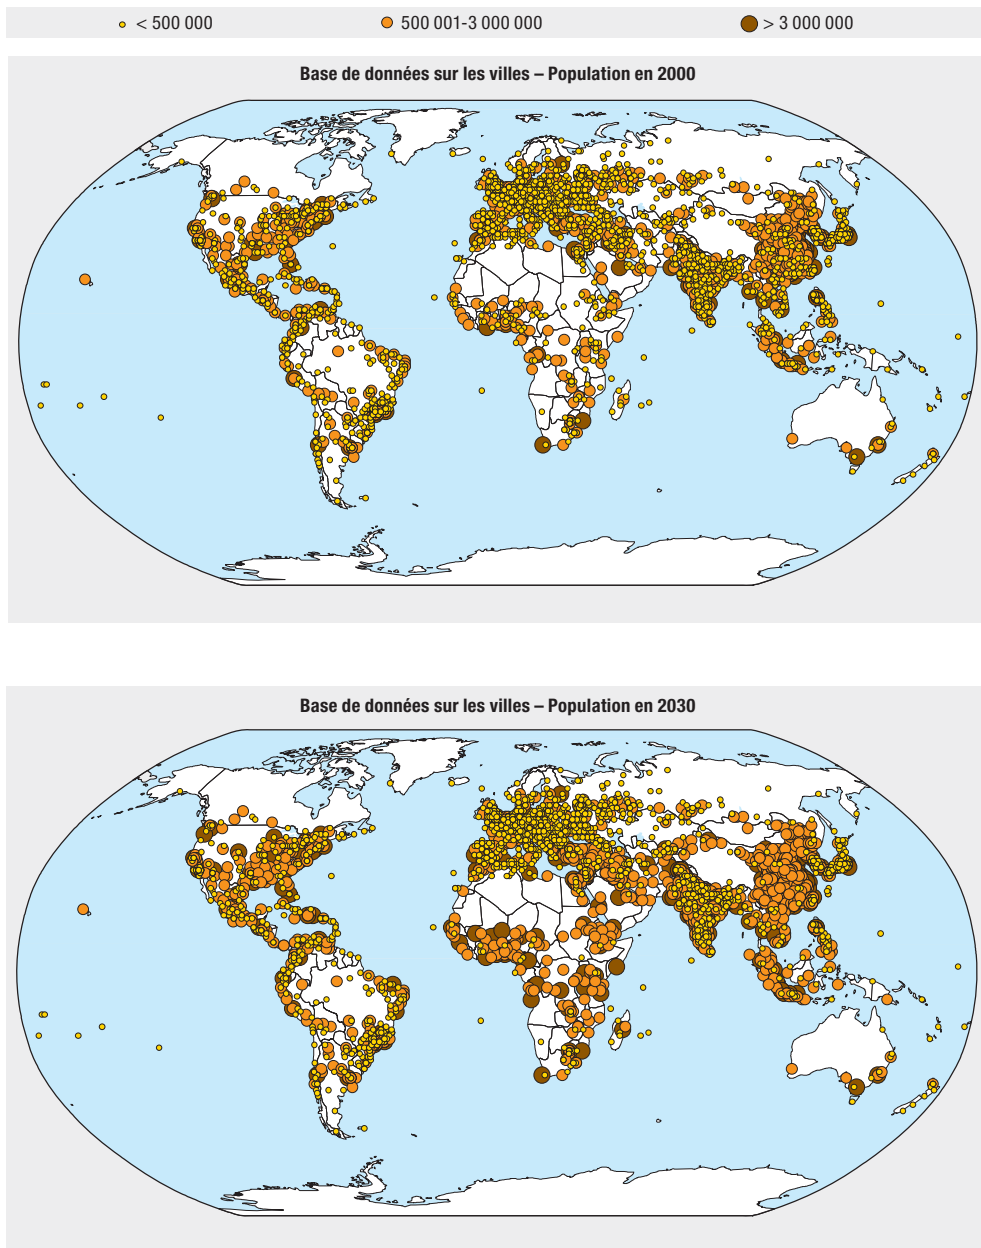 < 500 000
500 001-3 000 000
> 3 000 000
Base de données sur les villes – Population en 2000
Base de données sur les villes – Population en 2030